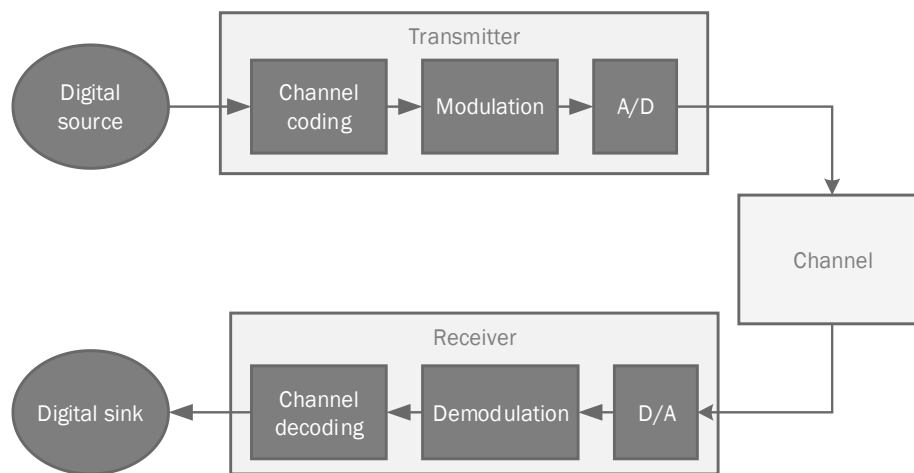 Transmitter
Digital
source
Channel
coding
Modulation
A/D
Channel
Receiver
Digital sink
Channel
decoding
Demodulation
D/A